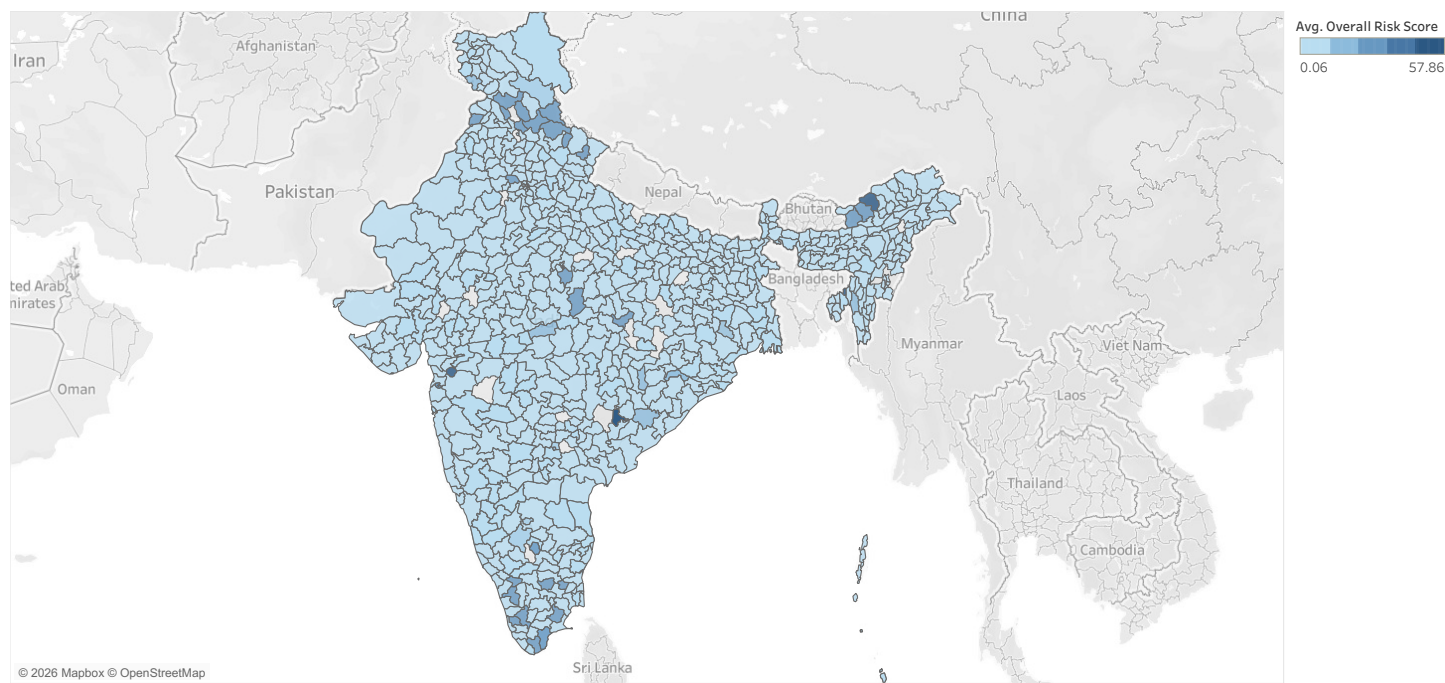 China
Avg. Overall Risk Score
0.06 57.86
Afghanistan
Iran
Pakistan
Nepal
Bhutan
Bangladesh
ted Arab
mirates
Myanmar
Viet Nam
Oman
Laos
Thailand
Cambodia
Sri Lanka
© 2026 Mapbox © OpenStreetMap